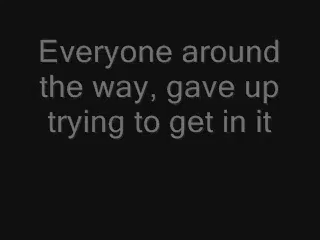 Everyone around
the way, gave up
trying to get in it